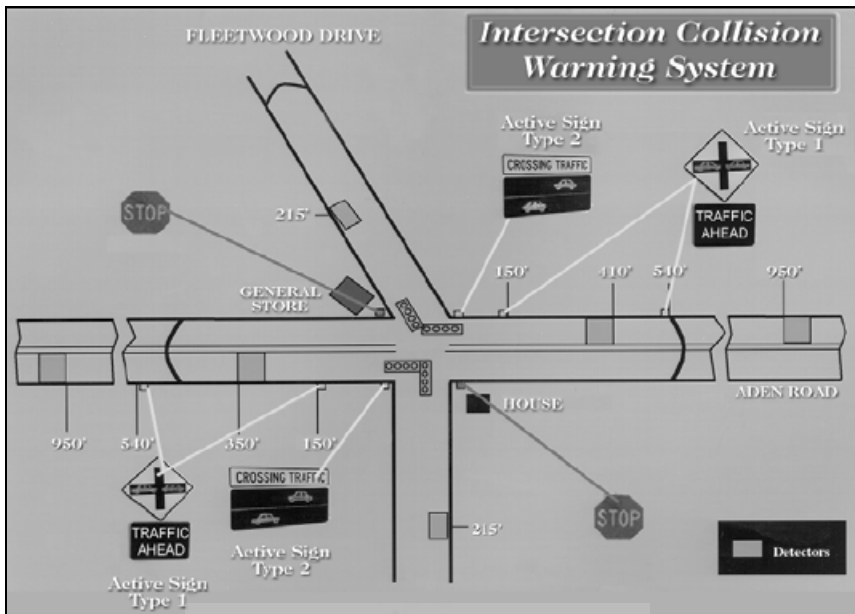 FLEETWOOD DRIVE
Intersection Collision
Warning System
Active Sign
Type 2
Active Sign
Type 1
CROSSING TRAFFIC
TRAFFIC
AHEAD
STOP
215'
GENERAL
STORE
150'
410'
540'
950'
ADEN ROAD
HOUSE
950'
540'
350'
150'
CROSSING TRAFFIC
TRAFFIC
AHEAD
STOP
215'
Active Sign
Type 2
Active Sign
Type 1
Detectors